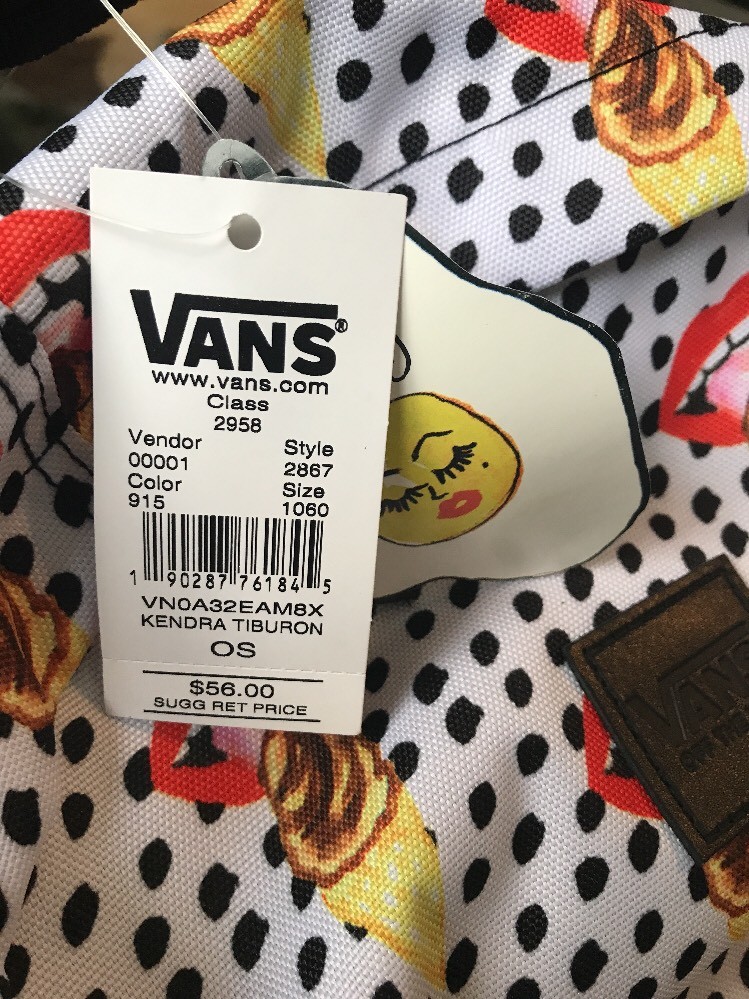 VANS®
www.vans.com
Class
2958
Vendor Style
00001 2867
Color Size
915 1060
1 90287 76184 5
VN0A32EAM8X
KENDRA TIBURON
OS
$56.00
SUGG RET PRICE
VANS